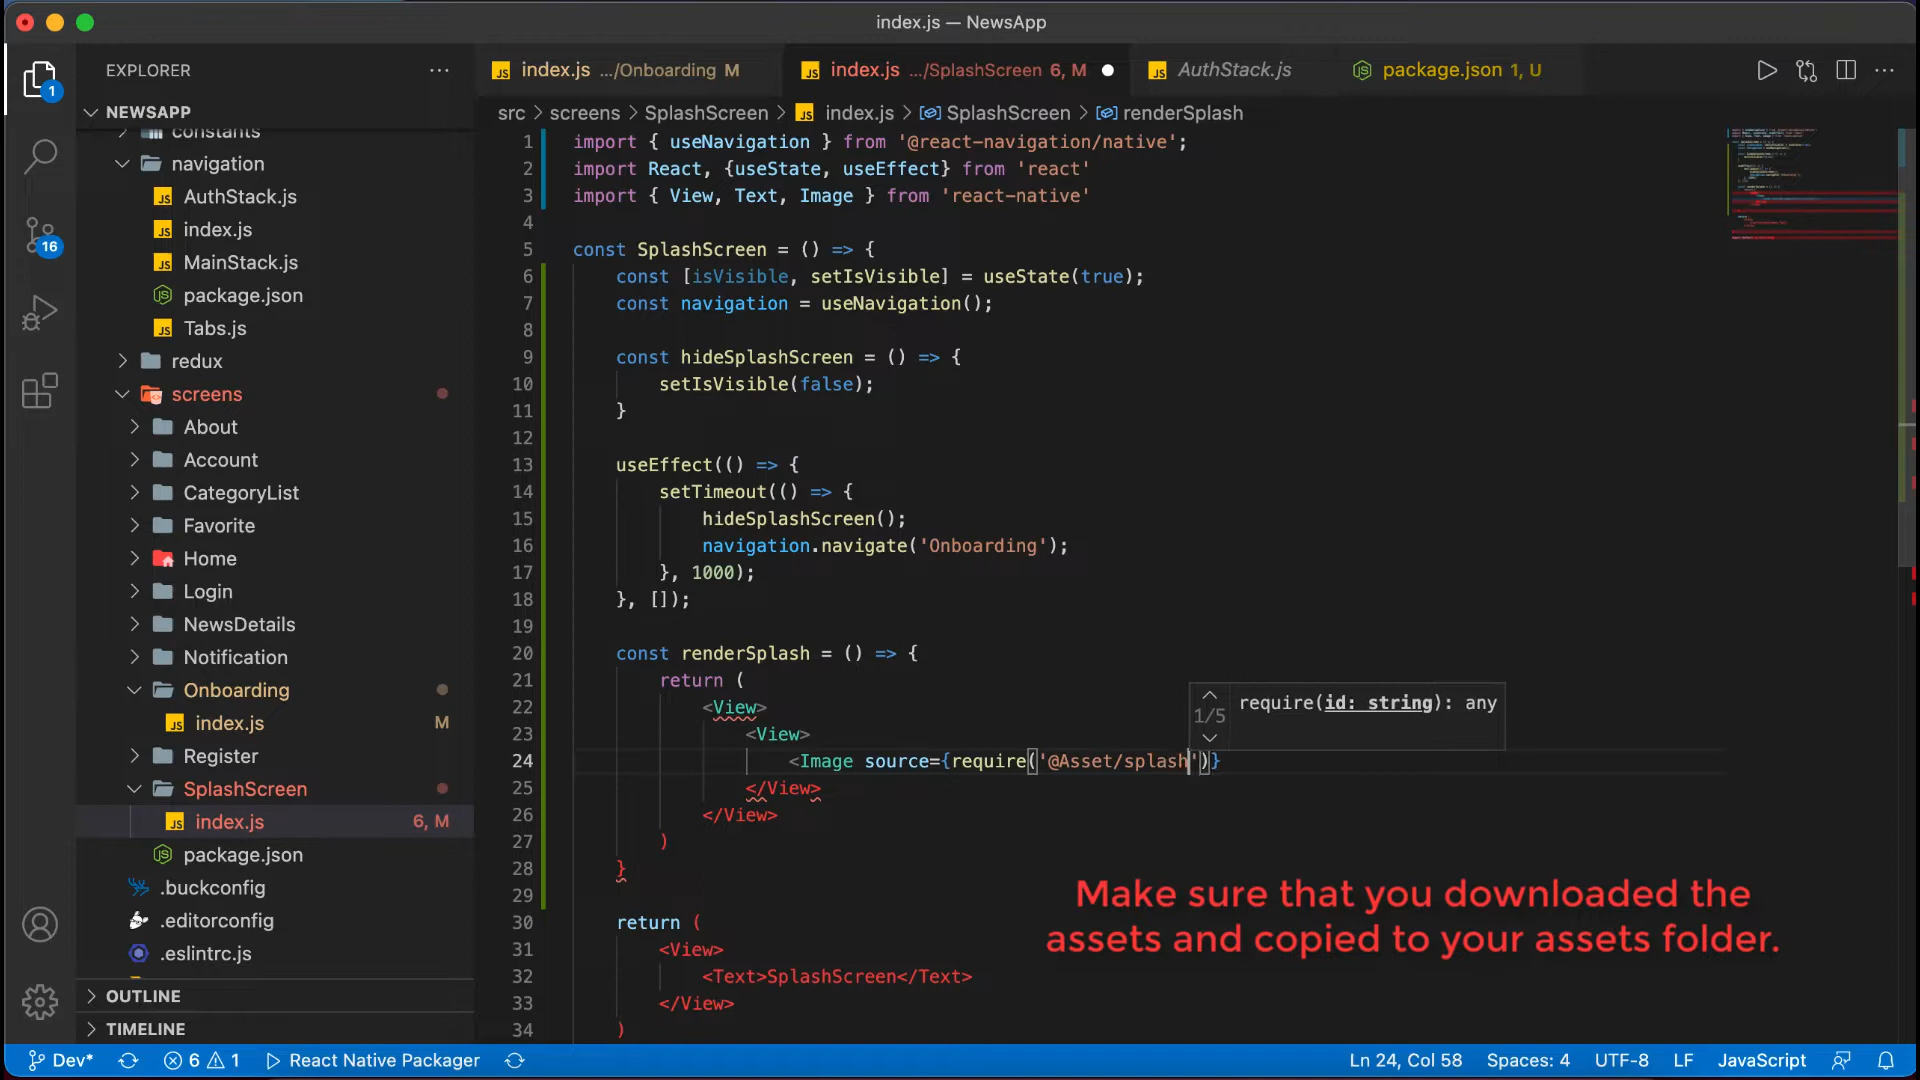 index.js — NewsApp
EXPLORER
index.js .../Onboarding M
index.js .../SplashScreen 6, M
AuthStack.js
package.json 1, U
1
NEWSAPP
src > screens > SplashScreen > JS index.js > SplashScreen > renderSplash
constants
navigation
AuthStack.js
index.js
MainStack.js
package.json
Tabs.js
redux
screens
About
Account
CategoryList
Favorite
Home
Login
NewsDetails
Notification
Onboarding
index.js M
Register
SplashScreen
index.js 6, M
package.json
.buckconfig
.editorconfig
.eslintrc.js
OUTLINE
TIMELINE
16
1 import { useNavigation } from '@react-navigation/native';
2 import React, {useState, useEffect} from 'react'
3 import { View, Text, Image } from 'react-native'
4
5 const SplashScreen = () => {
6 const [isVisible, setIsVisible] = useState(true);
7 const navigation = useNavigation();
8
9 const hideSplashScreen = () => {
10 setIsVisible(false);
11 }
12
13 useEffect(() => {
14 setTimeout(() => {
15 hideSplashScreen();
16 navigation.navigate('Onboarding');
17 }, 1000);
18 }, []);
19
20 const renderSplash = () => {
21 return (
22 <View>
23 <View>
24 <Image source={require('@Asset/splash')}
25 </View>
26 </View>
27 )
28 }
29
30 return (
31 <View>
32 <Text>SplashScreen</Text>
33 </View>
34 )
1/5 require(id: string): any
Make sure that you downloaded the
assets and copied to your assets folder.
Dev* 6 1 React Native Packager Ln 24, Col 58 Spaces: 4 UTF-8 LF JavaScript